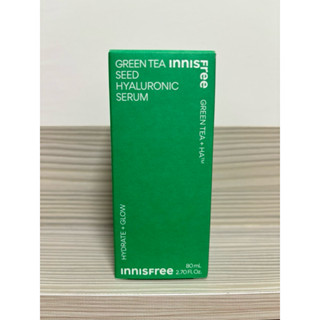 GREEN TEA
SEED
HYALURONIC
SERUM
innisfree
GREEN TEA + HA™
HYDRATE + GLOW
innisfree
80 mL
2.70 Fl. Oz.